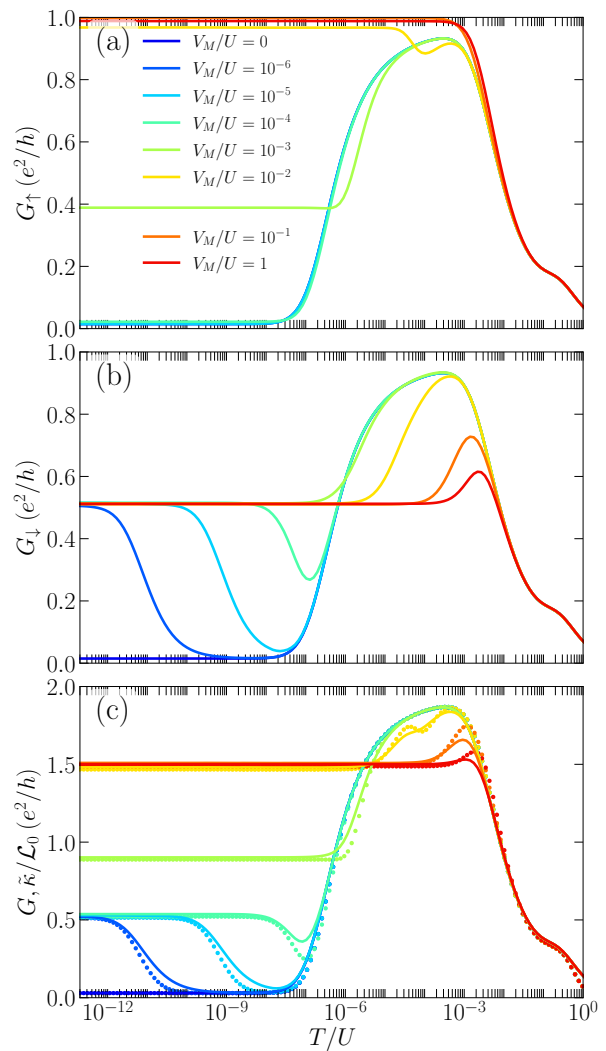 (a)
V_M/U = 0
V_M/U = 10^{-6}
V_M/U = 10^{-5}
V_M/U = 10^{-4}
V_M/U = 10^{-3}
V_M/U = 10^{-2}
V_M/U = 10^{-1}
V_M/U = 1
G_↑ (e^2/h)
1.0
0.8
0.6
0.4
0.2
0.0
(b)
G_↓ (e^2/h)
1.0
0.8
0.6
0.4
0.2
0.0
(c)
G, κ̃/𝓛_0 (e^2/h)
2.0
1.5
1.0
0.5
0.0
10^{-12} 10^{-9} 10^{-6} 10^{-3} 10^0
T/U